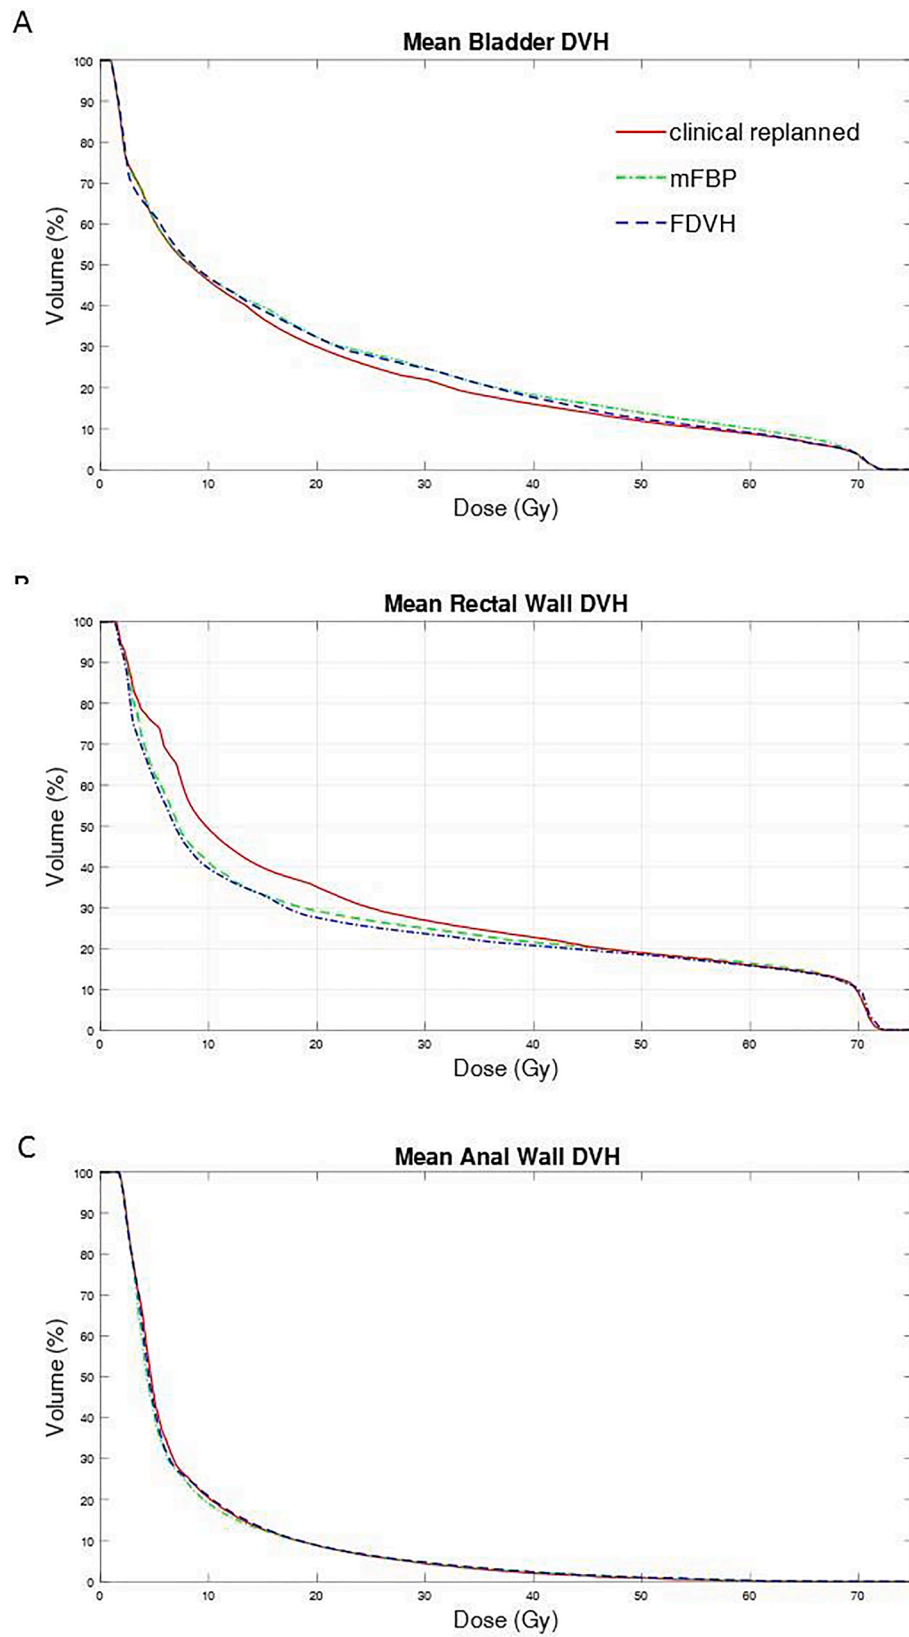 A
Mean Bladder DVH
100
90
80
70
60
50
40
30
20
10
0
Volume (%)
clinical replanned
mFBP
FDVH
0 10 20 30 40 50 60 70
Dose (Gy)
Mean Rectal Wall DVH
100
90
80
70
60
50
40
30
20
10
0
Volume (%)
0 10 20 30 40 50 60 70
Dose (Gy)
C
Mean Anal Wall DVH
100
90
80
70
60
50
40
30
20
10
0
Volume (%)
0 10 20 30 40 50 60 70
Dose (Gy)